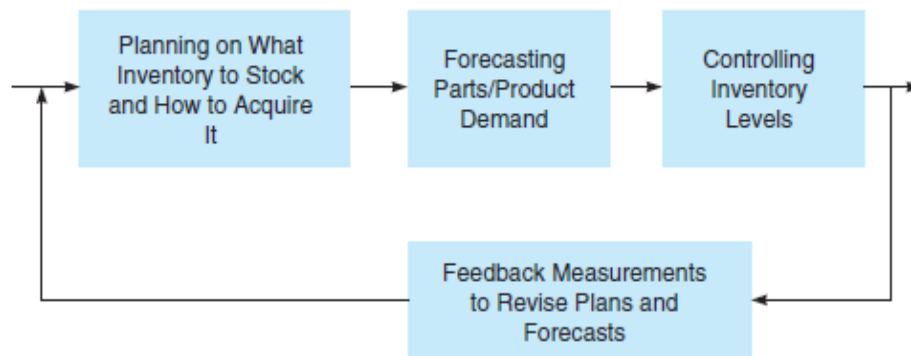 Planning on What
Inventory to Stock
and How to Acquire
It
Forecasting
Parts/Product
Demand
Controlling
Inventory
Levels
Feedback Measurements
to Revise Plans and
Forecasts